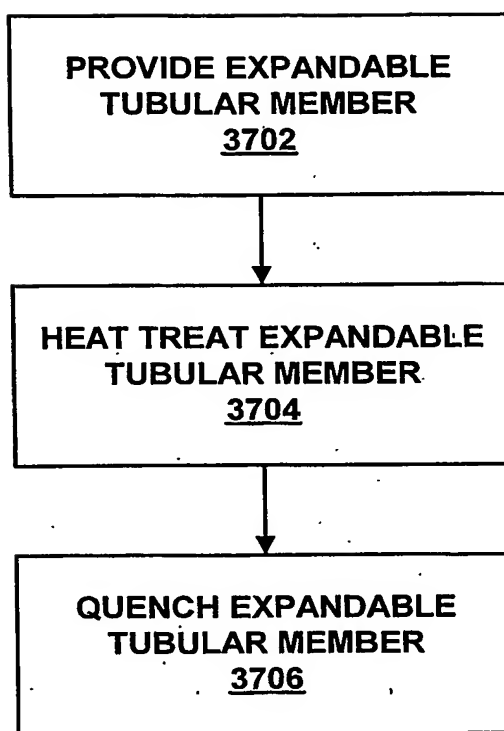 PROVIDE EXPANDABLE
TUBULAR MEMBER
3702
HEAT TREAT EXPANDABLE
TUBULAR MEMBER
3704
QUENCH EXPANDABLE
TUBULAR MEMBER
3706